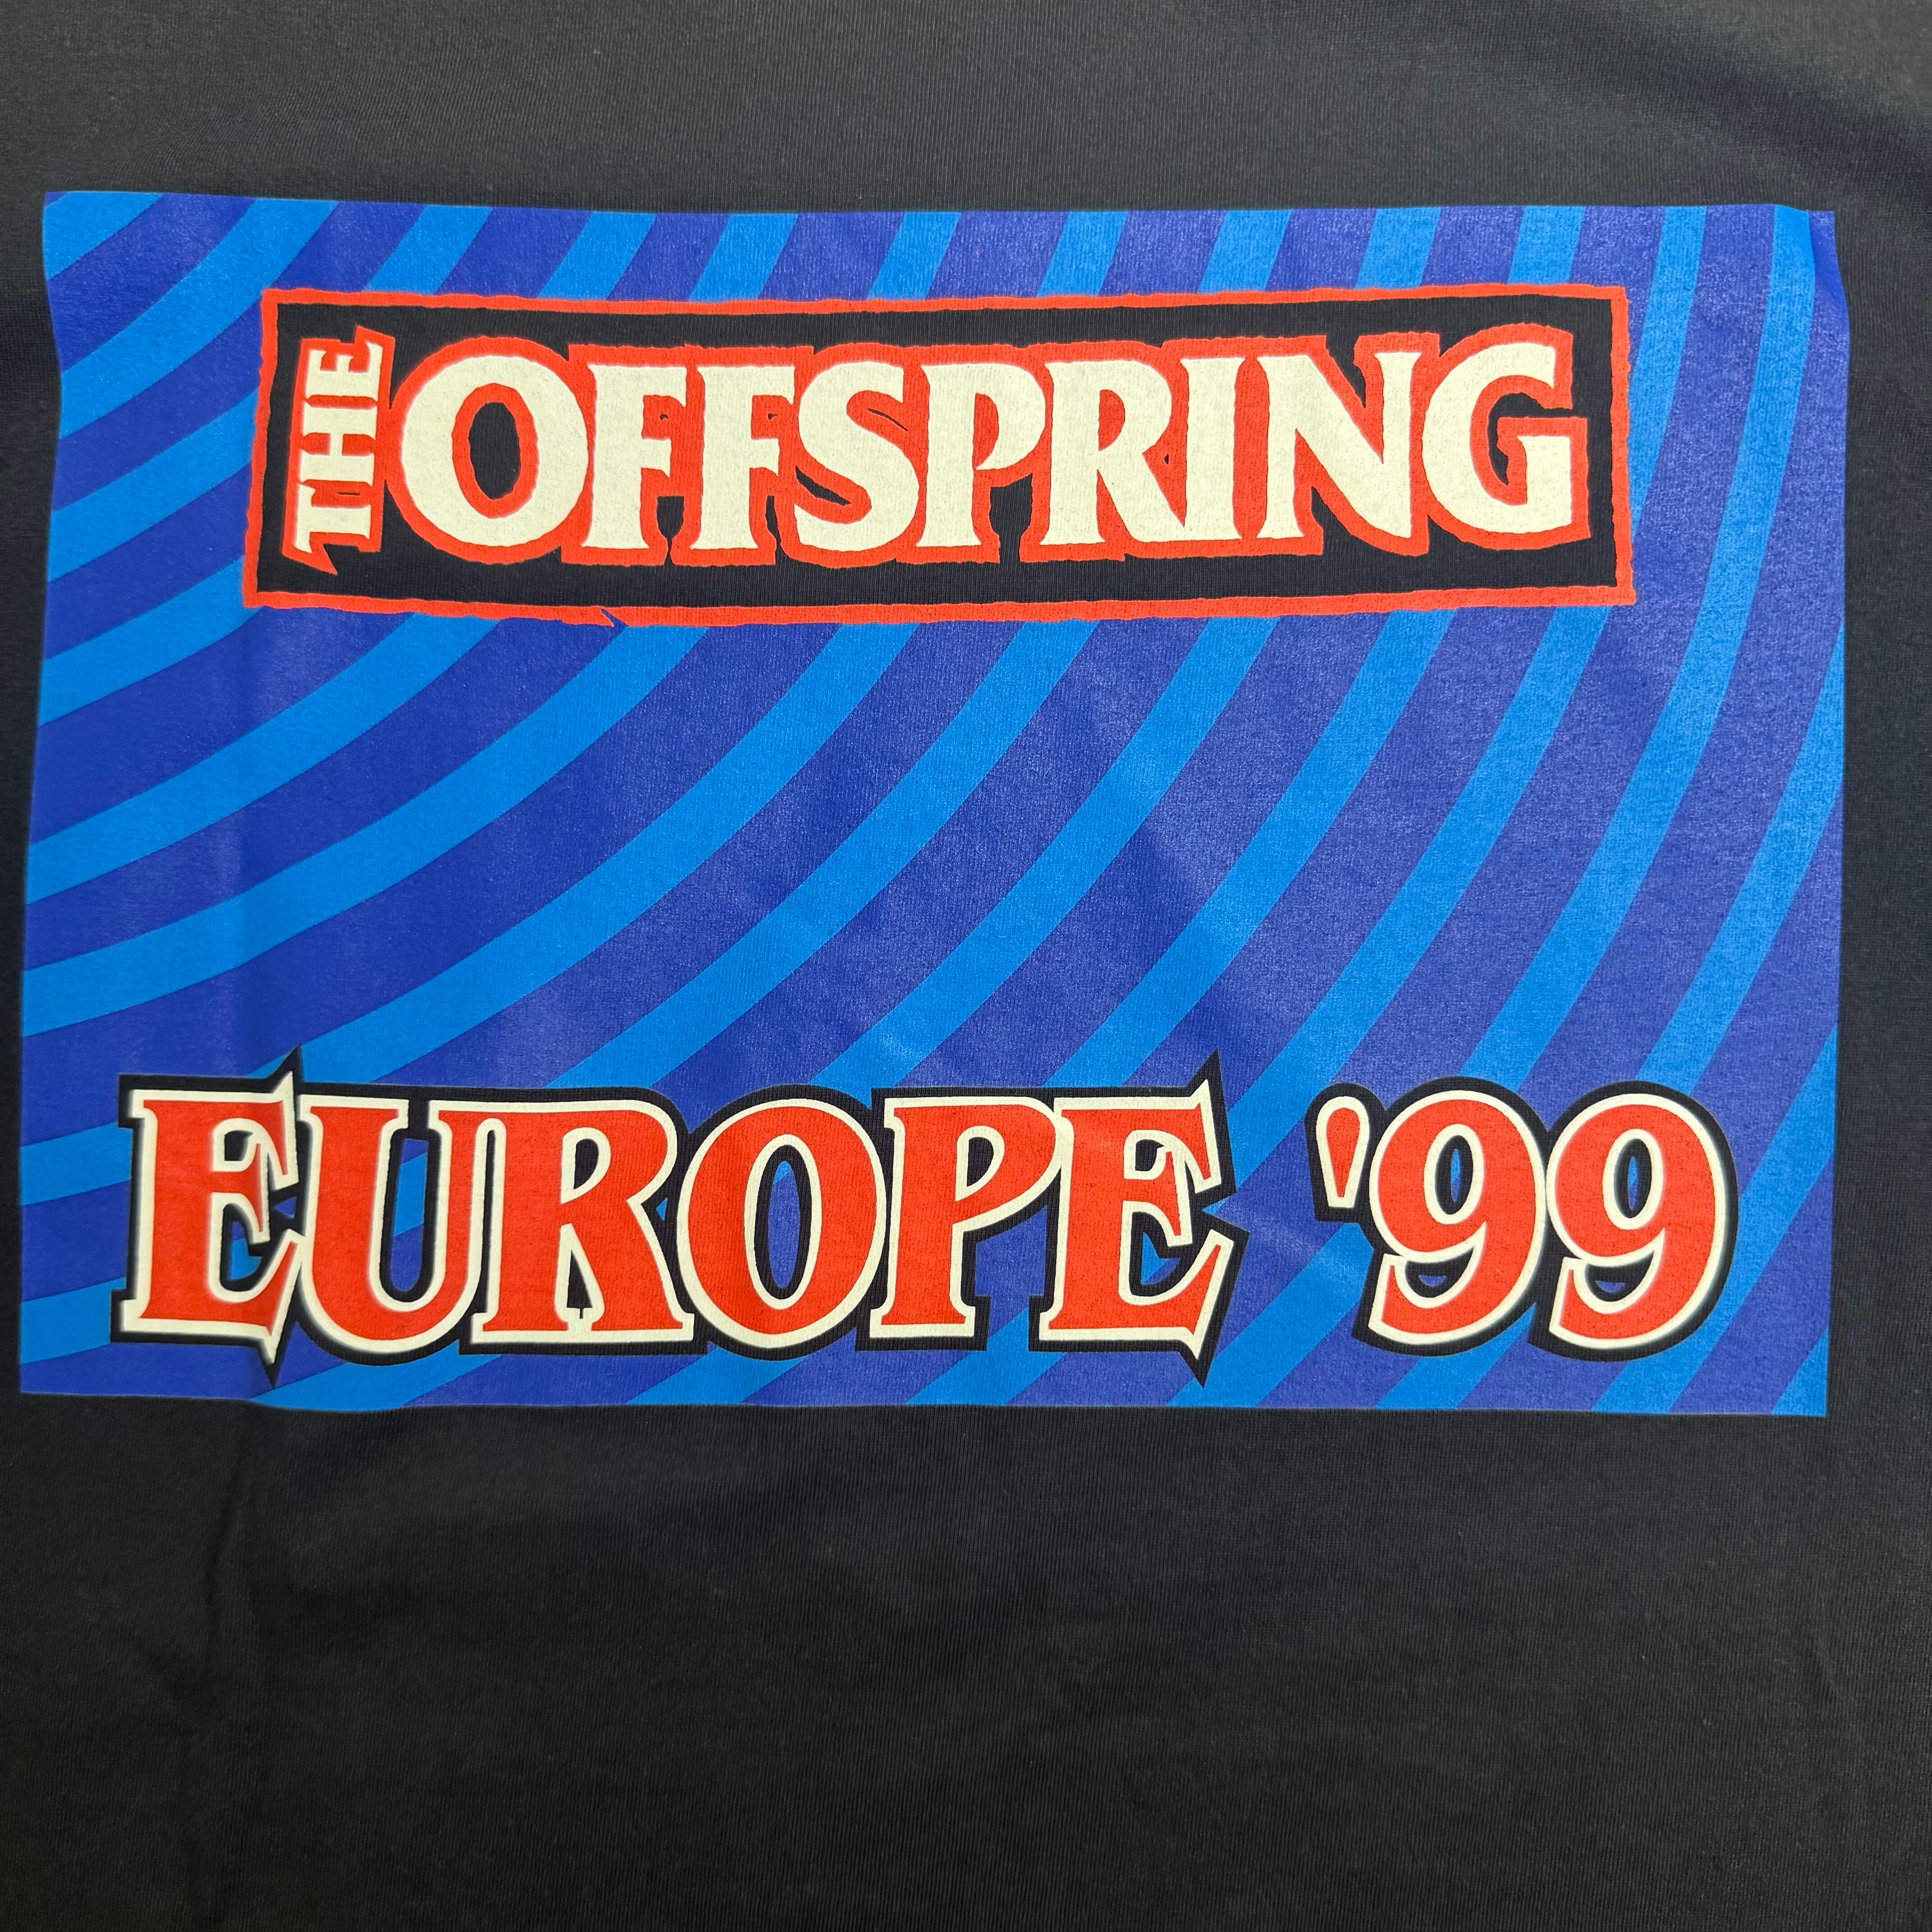 THE OFFSPRING
EUROPE '99